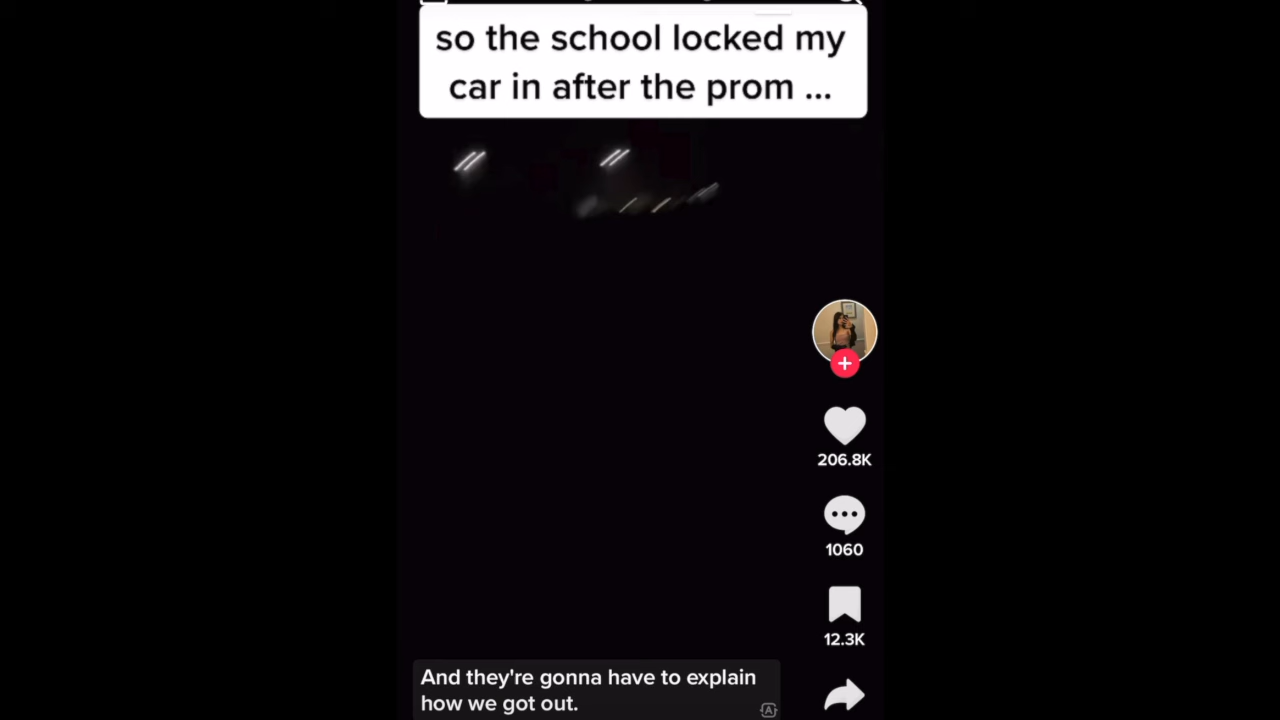 so the school locked my
car in after the prom ...
206.8K
1060
12.3K
And they're gonna have to explain
how we got out.
A